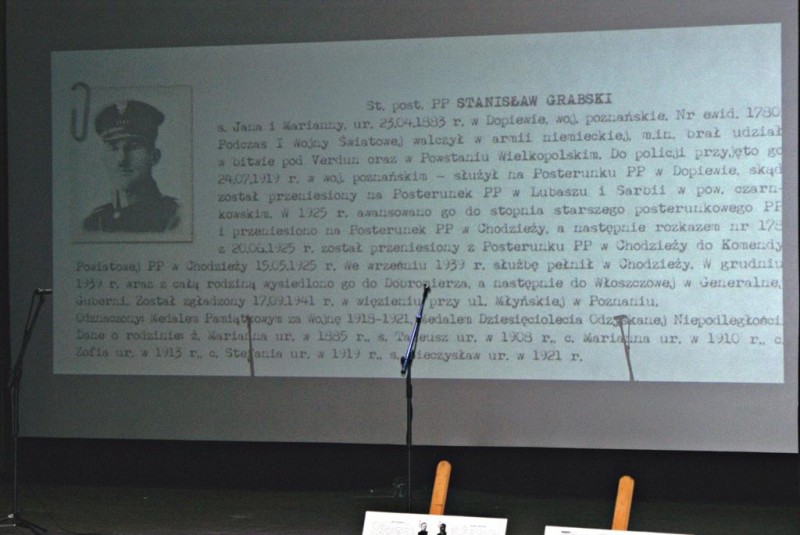 St. post. PP STANISŁAW GRABSKI
s. Jana i Marianny, ur. 23.04.1883 r. w Dopiewie, woj. poznańskie. Nr ewid. 1780
Podczas I Wojny Światowej walczył w armii niemieckiej, m.in. brał udział
w bitwie pod Verdun oraz w Powstaniu Wielkopolskim. Do policji przyjęto go
24.07.1919 r. w woj. poznańskim – służył na Posterunku PP w Dopiewie, skąd
został przeniesiony na Posterunek PP w Lubaszu i Sarbii w pow. czarn-
kowskim. W 1925 r. awansowano go do stopnia starszego posterunkowego PP
i przeniesiono na Posterunek PP w Chodzieży, a następnie rozkazem nr 178
z 20.06.1925 r. został przeniesiony z Posterunku PP w Chodzieży do Komendy
Powiatowej PP w Chodzieży 15.05.1925 r. We wrześniu 1939 r. służbę pełnił w Chodzieży. W grudniu
1939 r. wraz z całą rodziną wysiedlono go do Dobromierza, a następnie do Włoszczowej w Generalnej
Guberni. Został zgładzony 17.09.1941 r. w więzieniu przy ul. Młyńskiej w Poznaniu.
Odznaczony: Medalem Pamiątkowym za Wojnę 1918-1921, Medalem Dziesięciolecia Odzyskanej Niepodległości.
Dane o rodzinie: ż. Marianna ur. w 1885 r., s. Tadeusz ur. w 1908 r., c. Marianna ur. w 1910 r., c.
Zofia ur. w 1913 r., c. Stefania ur. w 1919 r., s. Mieczysław ur. w 1921 r.